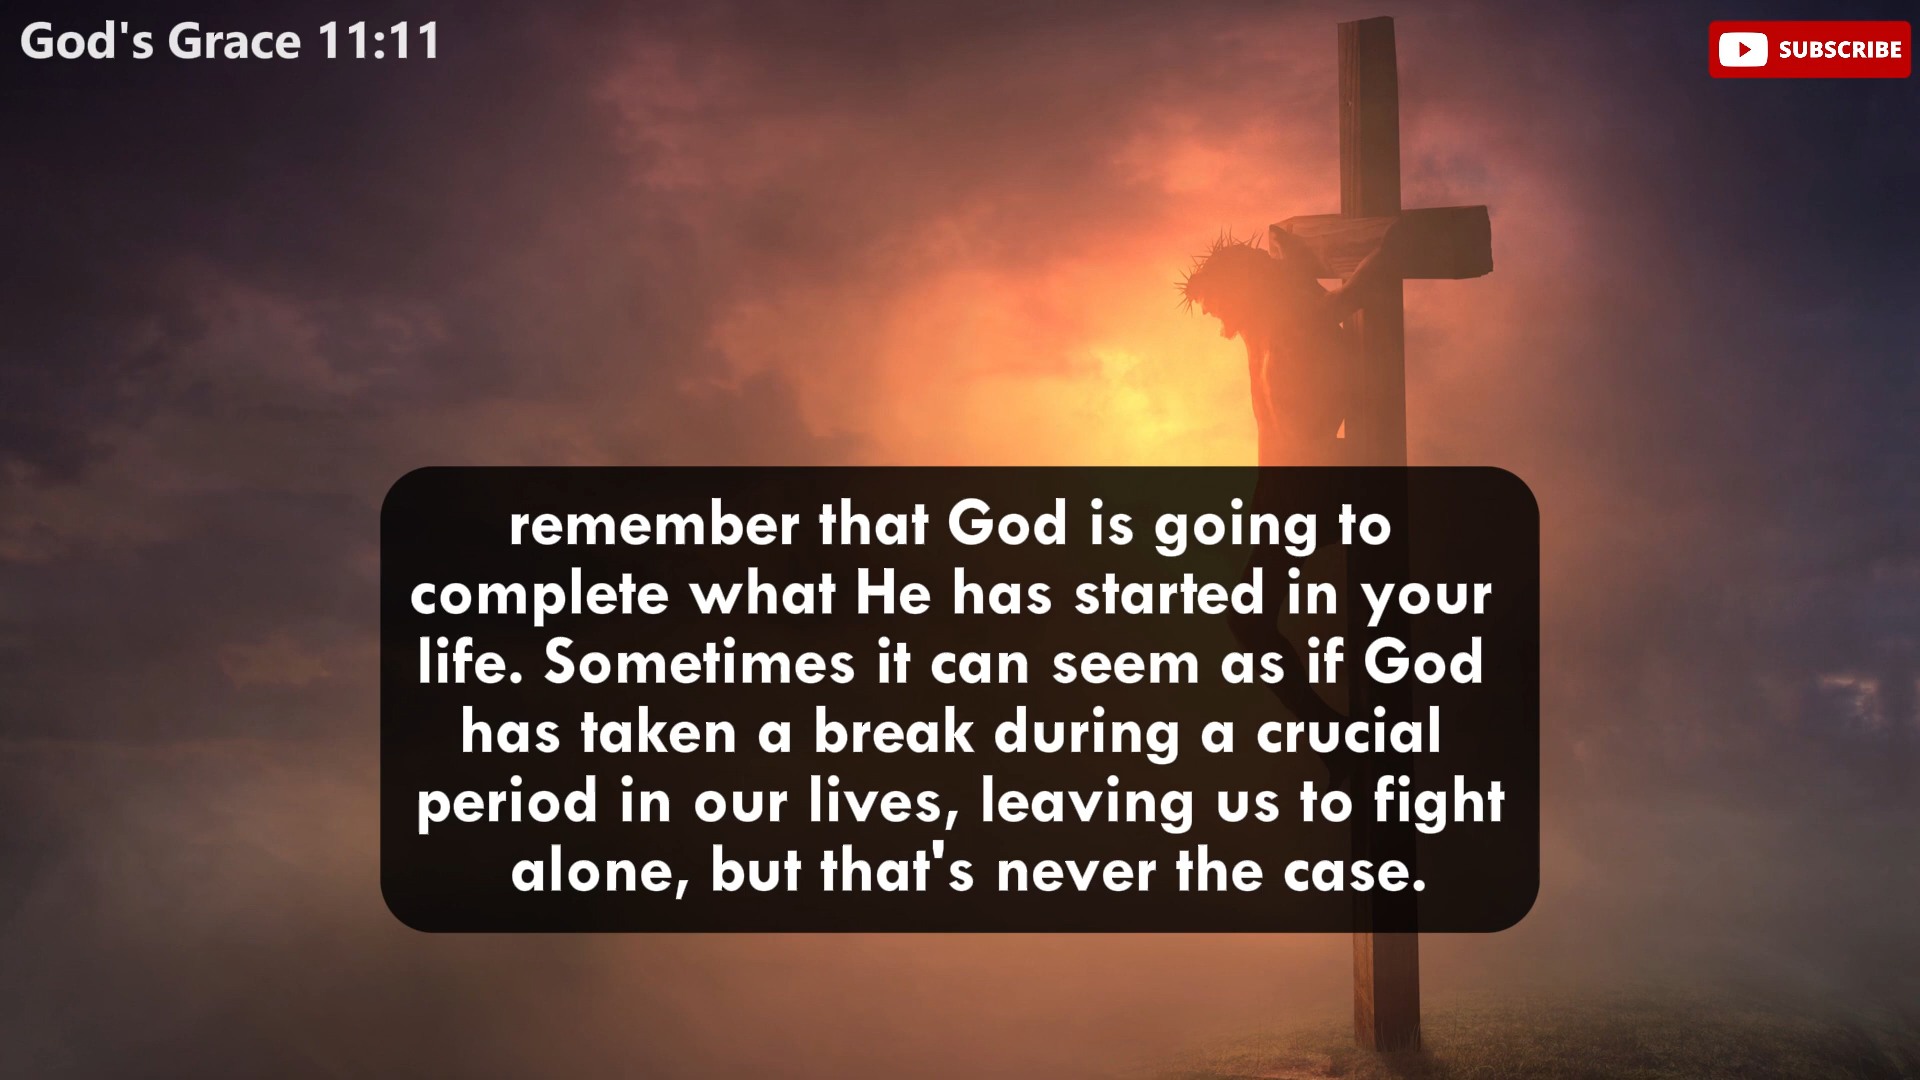 God's Grace 11:11
SUBSCRIBE
remember that God is going to
complete what He has started in your
life. Sometimes it can seem as if God
has taken a break during a crucial
period in our lives, leaving us to fight
alone, but that's never the case.